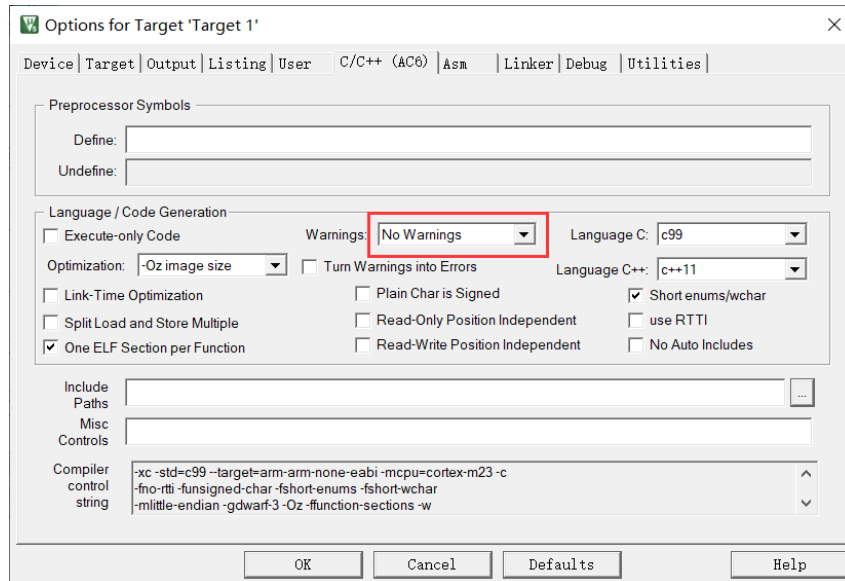 Options for Target 'Target 1'
Device Target Output Listing User C/C++ (AC6) Asm Linker Debug Utilities
Preprocessor Symbols
Define:
Undefine:
Language / Code Generation
Execute-only Code Warnings: No Warnings Language C: c99
Optimization: -Oz image size Turn Warnings into Errors Language C++: c++11
Link-Time Optimization Plain Char is Signed Short enums/wchar
Split Load and Store Multiple Read-Only Position Independent use RTTI
One ELF Section per Function Read-Write Position Independent No Auto Includes
Include
Paths
...
Misc
Controls
Compiler
control
string
-xc -std=c99 --target=arm-arm-none-eabi -mcpu=cortex-m23 -c
-fno-rtti -funsigned-char -fshort-enums -fshort-wchar
-mlittle-endian -gdwarf-3 -Oz -ffunction-sections -w
OK Cancel Defaults Help